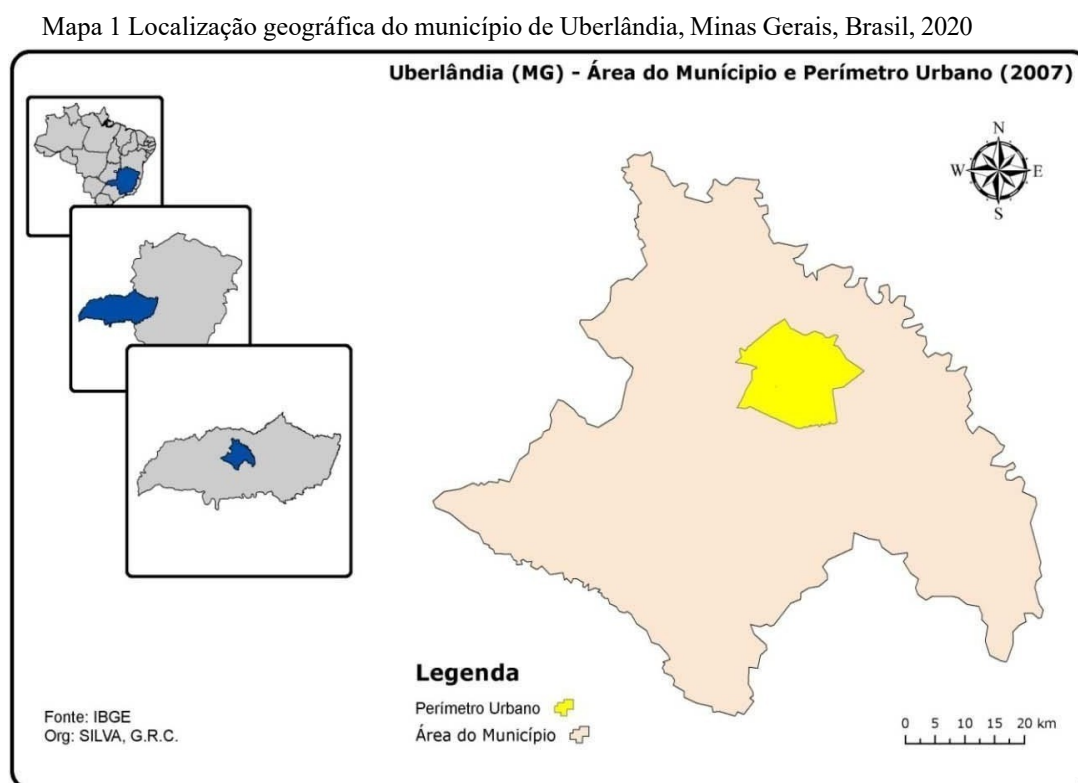 Mapa 1 Localização geográfica do município de Uberlândia, Minas Gerais, Brasil, 2020
Uberlândia (MG) - Área do Munícipio e Perímetro Urbano (2007)
N
W E
S
Legenda
Perímetro Urbano
Área do Município
Fonte: IBGE
Org: SILVA, G.R.C.
0 5 10 15 20 km